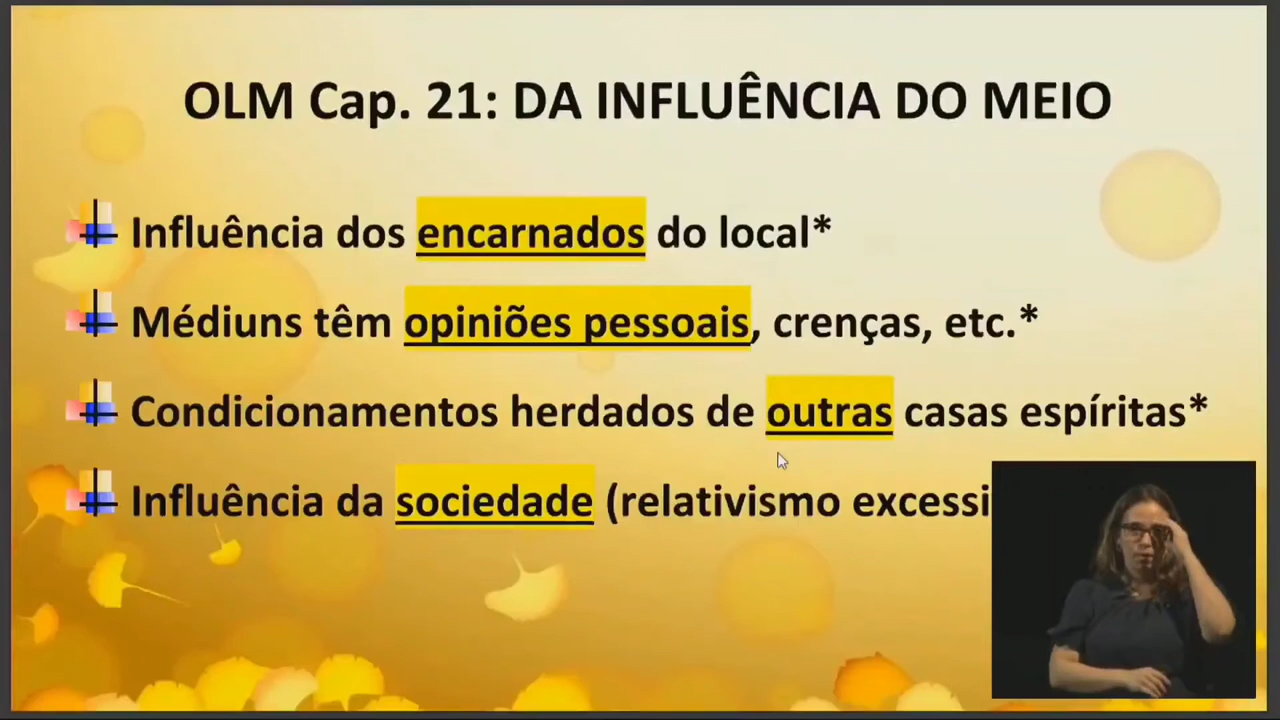 OLM Cap. 21: DA INFLUÊNCIA DO MEIO
Influência dos encarnados do local*
Médiuns têm opiniões pessoais, crenças, etc.*
Condicionamentos herdados de outras casas espíritas*
Influência da sociedade (relativismo